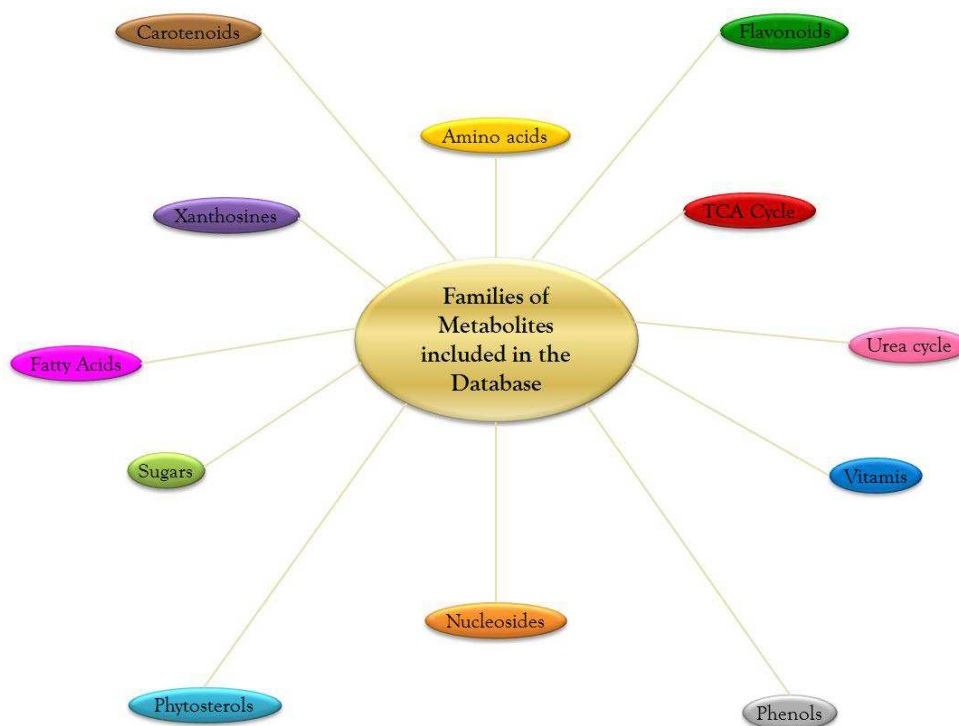 Carotenoids
Flavonoids
Amino acids
Xanthosines
TCA Cycle
Families of
Metabolites
included in the
Database
Urea cycle
Fatty Acids
Sugars
Vitamis
Nucleosides
Phytosterols
Phenols